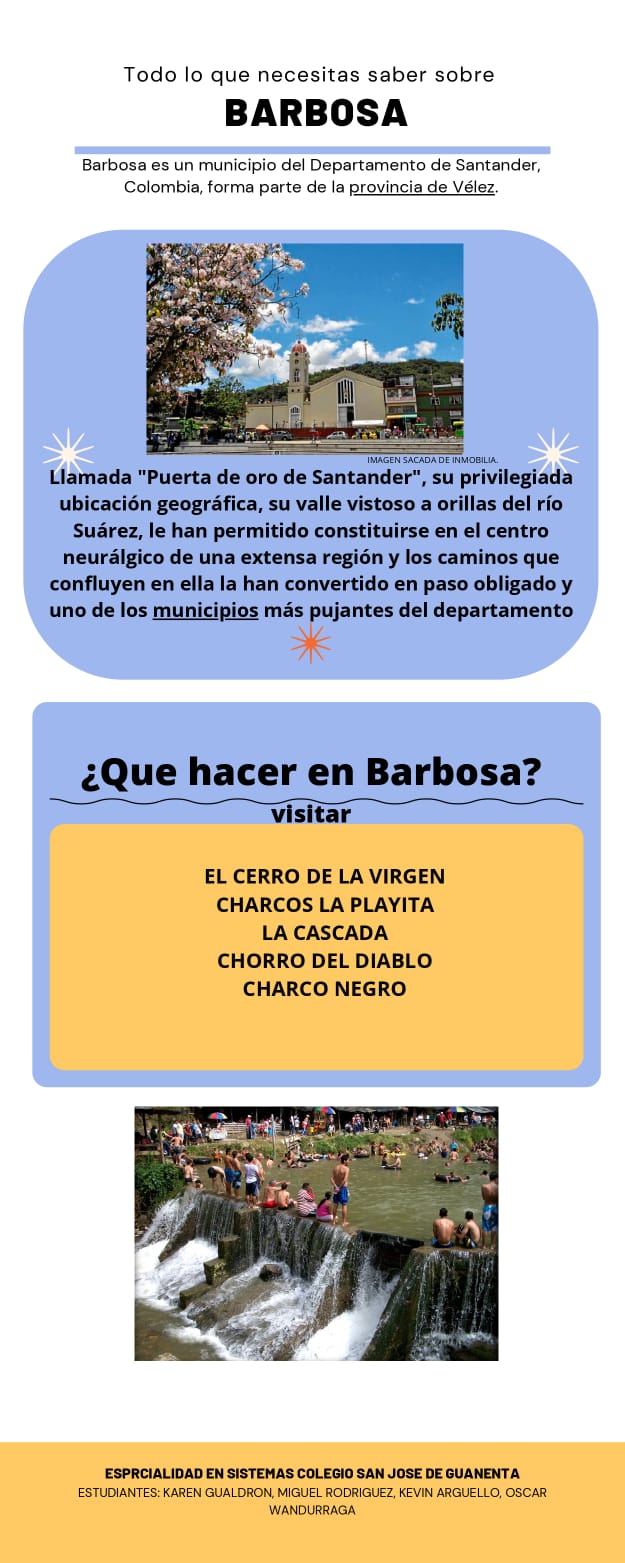 Todo lo que necesitas saber sobre
BARBOSA
Barbosa es un municipio del Departamento de Santander,
Colombia, forma parte de la provincia de Vélez.
IMAGEN SACADA DE INMOBILIA.
Llamada "Puerta de oro de Santander", su privilegiada
ubicación geográfica, su valle vistoso a orillas del río
Suárez, le han permitido constituirse en el centro
neurálgico de una extensa región y los caminos que
confluyen en ella la han convertido en paso obligado y
uno de los municipios más pujantes del departamento
¿Que hacer en Barbosa?
visitar
EL CERRO DE LA VIRGEN
CHARCOS LA PLAYITA
LA CASCADA
CHORRO DEL DIABLO
CHARCO NEGRO
ESPRCIALIDAD EN SISTEMAS COLEGIO SAN JOSE DE GUANENTA
ESTUDIANTES: KAREN GUALDRON, MIGUEL RODRIGUEZ, KEVIN ARGUELLO, OSCAR
WANDURRAGA